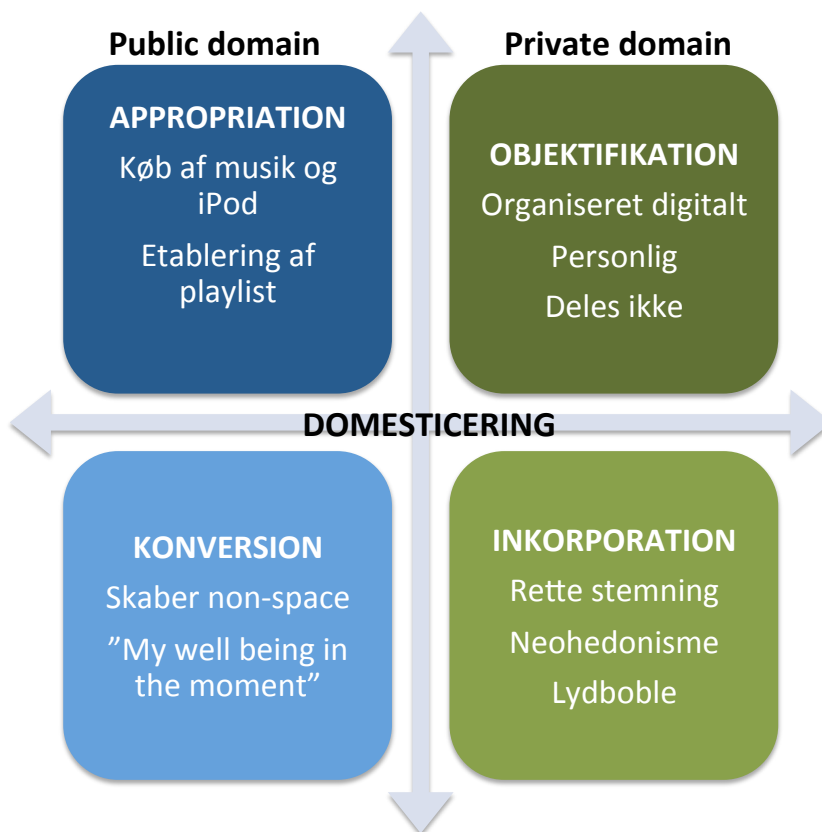 Public domain
Private domain
APPROPRIATION
Køb af musik og
iPod
Etablering af
playlist
OBJEKTIFIKATION
Organiseret digitalt
Personlig
Deles ikke
DOMESTICERING
KONVERSION
Skaber non-space
”My well being in
the moment”
INKORPORATION
Rette stemning
Neohedonisme
Lydboble